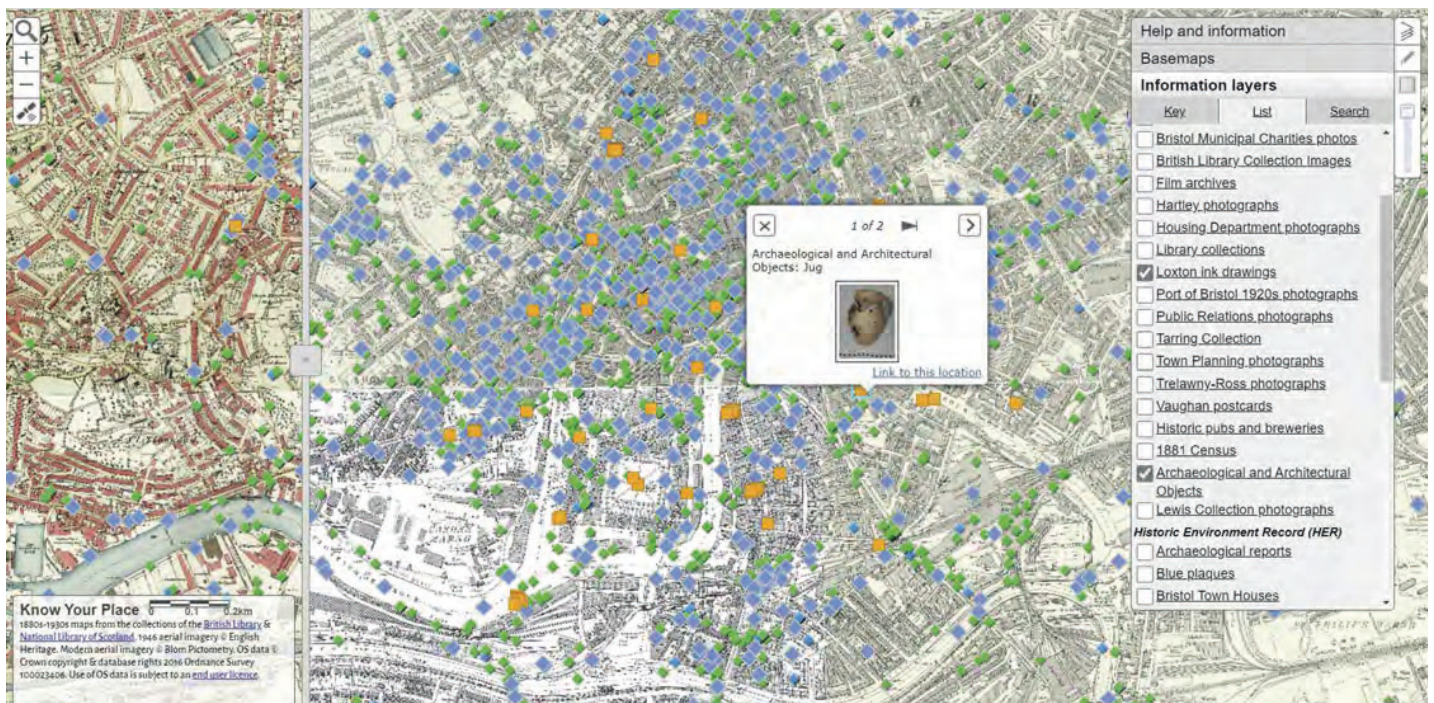 Help and information
Basemaps
Information layers
Key List Search
Bristol Municipal Charities photos
British Library Collection Images
Film archives
Hartley photographs
Housing Department photographs
Library collections
Loxton ink drawings
Port of Bristol 1920s photographs
Public Relations photographs
Tarring Collection
Town Planning photographs
Trelawny-Ross photographs
Vaughan postcards
Historic pubs and breweries
1881 Census
Archaeological and Architectural
Objects
Lewis Collection photographs
Historic Environment Record (HER)
Archaeological reports
Blue plaques
Bristol Town Houses
1 of 2
Archaeological and Architectural
Objects: Jug
Link to this location
Know Your Place 0 0.1 0.2km
1880s-1930s maps from the collections of the British Library &
National Library of Scotland. 1946 aerial imagery © English
Heritage. Modern aerial imagery © Blom Pictometry. OS data ©
Crown copyright & database rights 2016 Ordnance Survey
100023406. Use of OS data is subject to an end user licence.